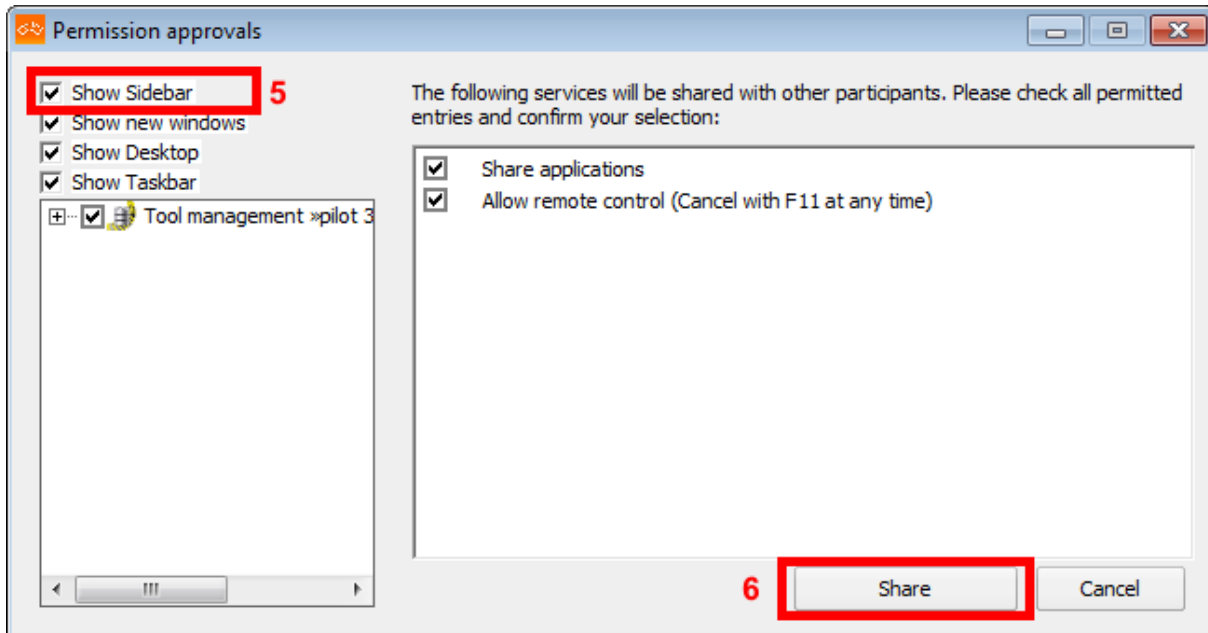 Permission approvals
Show Sidebar
5
Show new windows
Show Desktop
Show Taskbar
Tool management »pilot 3
The following services will be shared with other participants. Please check all permitted
entries and confirm your selection:
Share applications
Allow remote control (Cancel with F11 at any time)
6
Share
Cancel